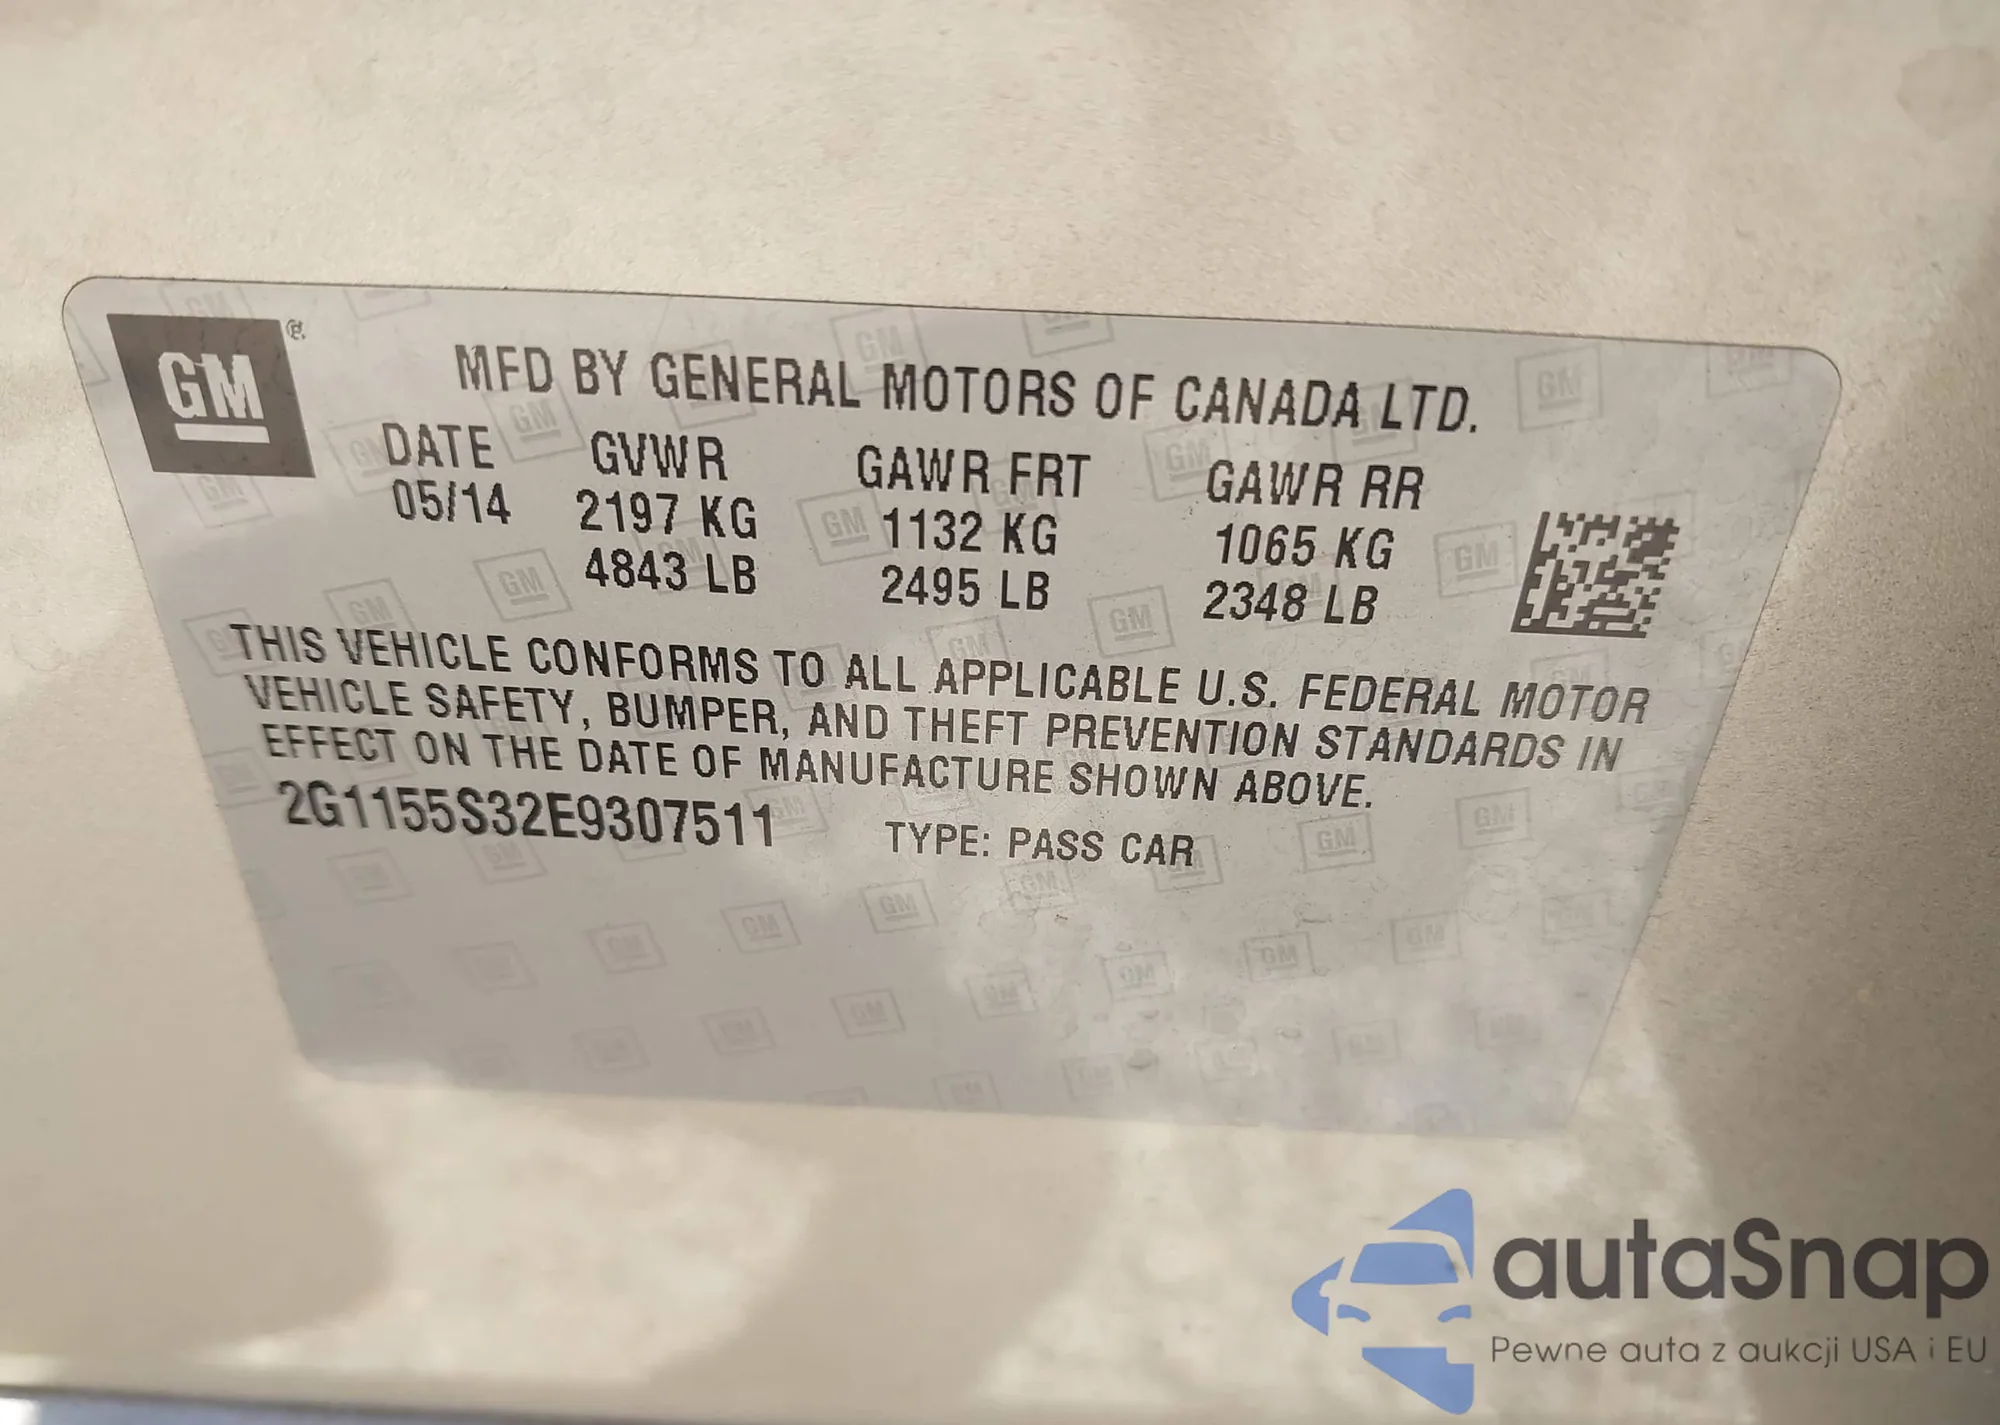 GM
MFD BY GENERAL MOTORS OF CANADA LTD.
DATE GVWR GAWR FRT GAWR RR
05/14 2197 KG 1132 KG 1065 KG
4843 LB 2495 LB 2348 LB
THIS VEHICLE CONFORMS TO ALL APPLICABLE U.S. FEDERAL MOTOR
VEHICLE SAFETY, BUMPER, AND THEFT PREVENTION STANDARDS IN
EFFECT ON THE DATE OF MANUFACTURE SHOWN ABOVE.
2G1155S32E9307511 TYPE: PASS CAR
autaSnap
Pewne auta z aukcji USA i EU